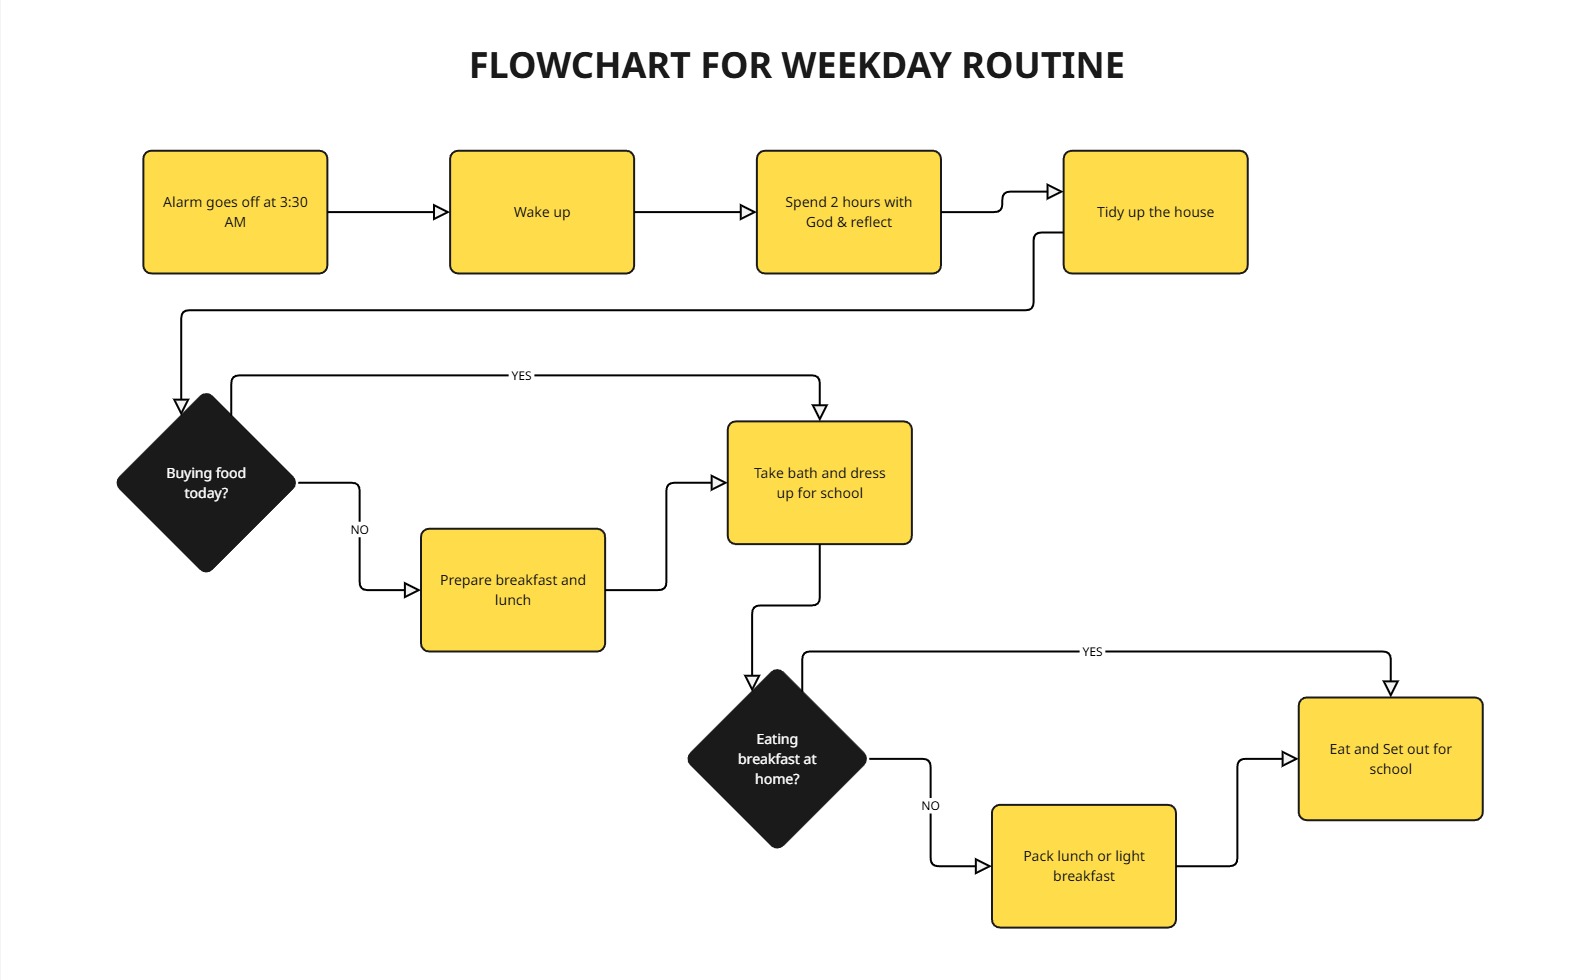 FLOWCHART FOR WEEKDAY ROUTINE
Alarm goes off at 3:30
AM
Wake up
Spend 2 hours with
God & reflect
Tidy up the house
YES
Buying food
today?
NO
Take bath and dress
up for school
Prepare breakfast and
lunch
YES
Eating
breakfast at
home?
NO
Eat and Set out for
school
Pack lunch or light
breakfast